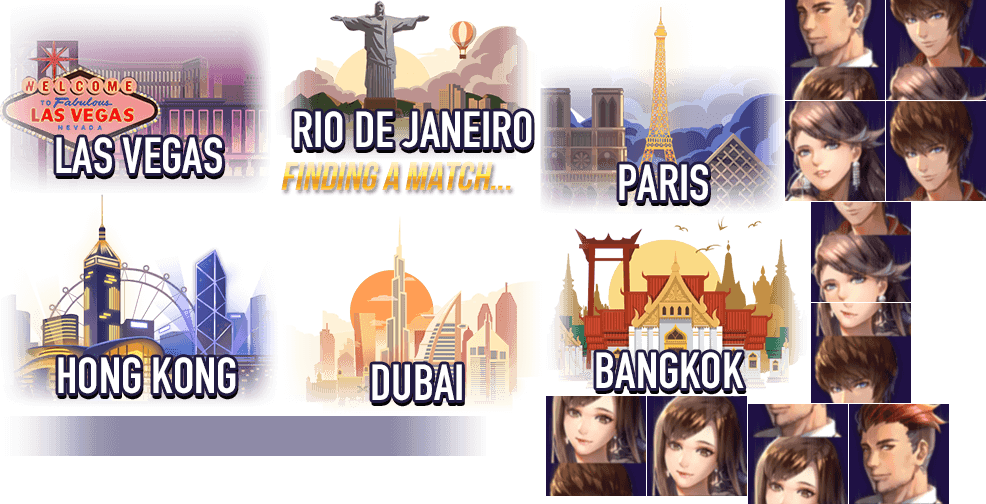 WELCOME
TO Fabulous
LAS VEGAS
NEVADA
LAS VEGAS
RIO DE JANEIRO
FINDING A MATCH...
PARIS
HONG KONG
DUBAI
BANGKOK